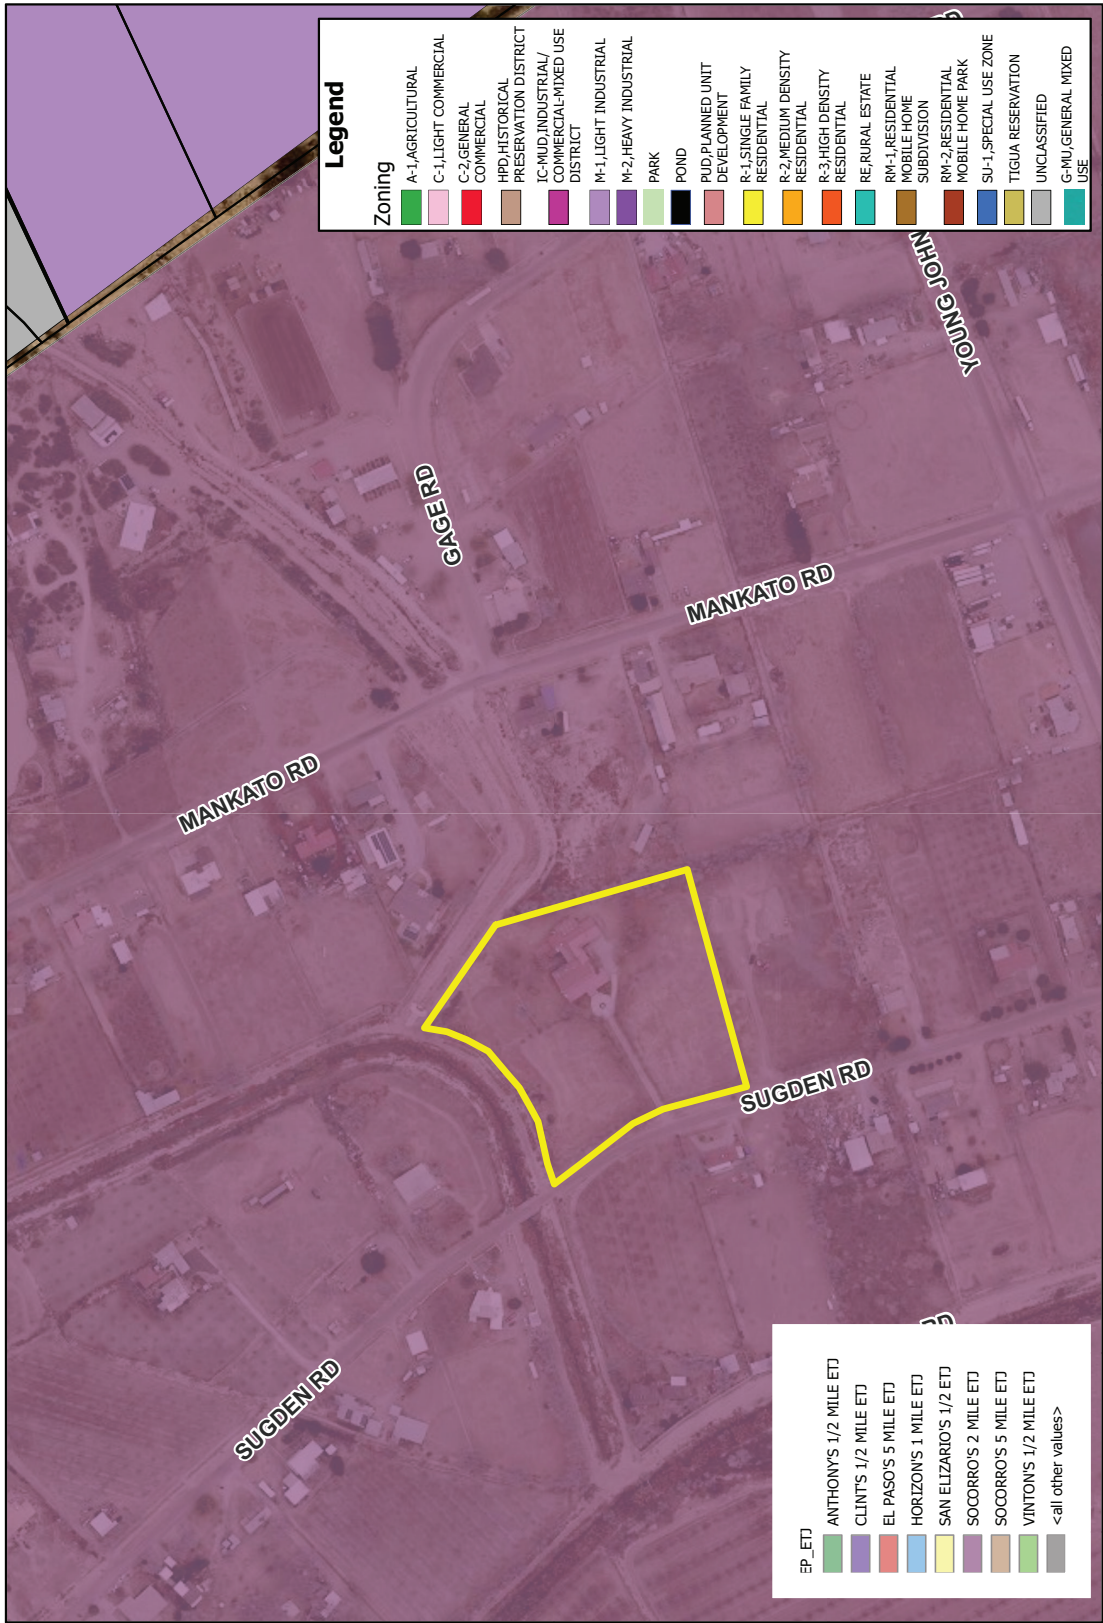 Legend
Zoning
A-1,AGRICULTURAL
C-1,LIGHT COMMERCIAL
C-2,GENERAL
COMMERCIAL
HPD,HISTORICAL
PRESERVATION DISTRICT
IC-MUD,INDUSTRIAL/
COMMERCIAL-MIXED USE
DISTRICT
M-1,LIGHT INDUSTRIAL
M-2,HEAVY INDUSTRIAL
PARK
POND
PUD,PLANNED UNIT
DEVELOPMENT
R-1,SINGLE FAMILY
RESIDENTIAL
R-2,MEDIUM DENSITY
RESIDENTIAL
R-3,HIGH DENSITY
RESIDENTIAL
RE,RURAL ESTATE
RM-1,RESIDENTIAL
MOBILE HOME
SUBDIVISION
RM-2,RESIDENTIAL
MOBILE HOME PARK
SU-1,SPECIAL USE ZONE
TIGUA RESERVATION
UNCLASSIFIED
G-MU,GENERAL MIXED
USE
SUGDEN RD
MANKATO RD
GAGE RD
SUGDEN RD
MANKATO RD
YOUNG JOHN
RD
RD
EP_ETJ
ANTHONY'S 1/2 MILE ETJ
CLINT'S 1/2 MILE ETJ
EL PASO'S 5 MILE ETJ
HORIZON'S 1 MILE ETJ
SAN ELIZARIO'S 1/2 ETJ
SOCORRO'S 2 MILE ETJ
SOCORRO'S 5 MILE ETJ
VINTON'S 1/2 MILE ETJ
<all other values>